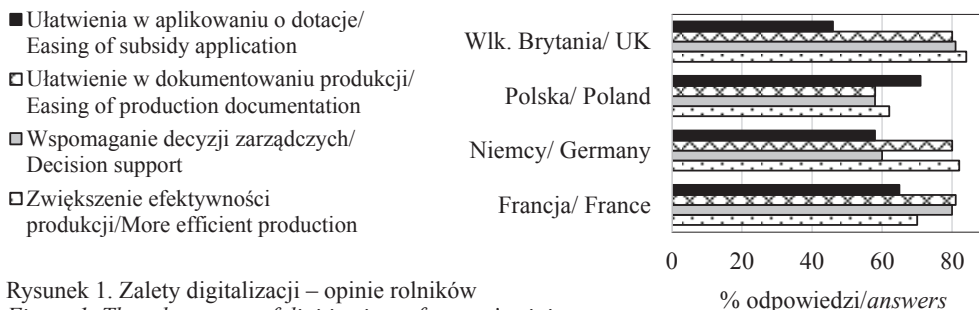 Ułatwienia w aplikowaniu o dotacje/
Easing of subsidy application
Ułatwienie w dokumentowaniu produkcji/
Easing of production documentation
Wspomaganie decyzji zarządczych/
Decision support
Zwiększenie efektywności
produkcji/More efficient production
Wlk. Brytania/ UK
Polska/ Poland
Niemcy/ Germany
Francja/ France
0 20 40 60 80
% odpowiedzi/answers
Rysunek 1. Zalety digitalizacji – opinie rolników